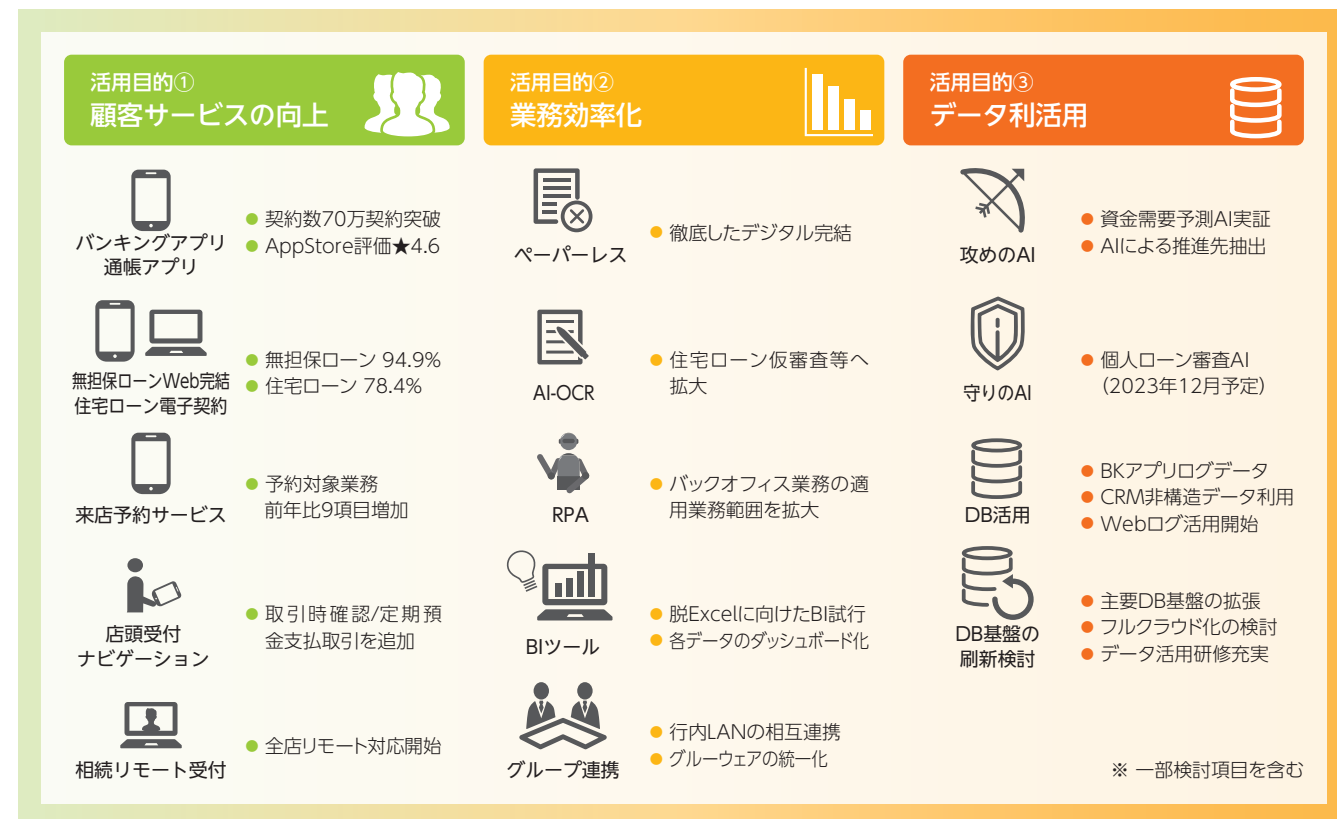 活用目的①
顧客サービスの向上
バンキングアプリ
通帳アプリ
● 契約数70万契約突破
● AppStore評価★4.6
無担保ローンWeb完結
住宅ローン電子契約
● 無担保ローン 94.9%
● 住宅ローン 78.4%
来店予約サービス
● 予約対象業務
前年比9項目増加
店頭受付
ナビゲーション
● 取引時確認/定期預
金支払取引を追加
相続リモート受付
● 全店リモート対応開始
活用目的②
業務効率化
ペーパーレス
● 徹底したデジタル完結
AI-OCR
● 住宅ローン仮審査等へ
拡大
RPA
● バックオフィス業務の適
用業務範囲を拡大
BIツール
● 脱Excelに向けたBI試行
● 各データのダッシュボード化
グループ連携
● 行内LANの相互連携
● グルーウェアの統一化
活用目的③
データ利活用
攻めのAI
● 資金需要予測AI実証
● AIによる推進先抽出
守りのAI
● 個人ローン審査AI
(2023年12月予定)
DB活用
● BKアプリログデータ
● CRM非構造データ利用
● Webログ活用開始
DB基盤の
刷新検討
● 主要DB基盤の拡張
● フルクラウド化の検討
● データ活用研修充実
※ 一部検討項目を含む